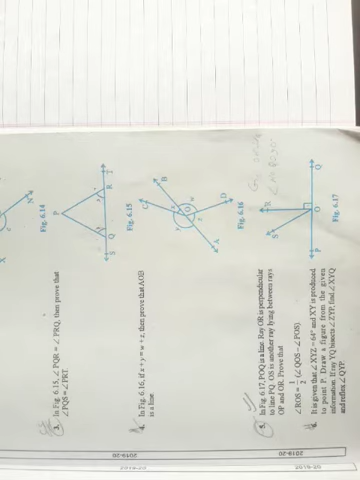 Fig. 6.14
3. In Fig. 6.15, ∠ PQR = ∠ PRQ, then prove that
∠ PQS = ∠ PRT.
P
S
Q
R
T
Fig. 6.15
4. In Fig. 6.16, if x + y = w + z, then prove that AOB
is a line.
C
B
O
w
D
A
Fig. 6.16
5. In Fig. 6.17, POQ is a line. Ray OR is perpendicular
to line PQ. OS is another ray lying between rays
OP and OR. Prove that
∠ ROS = 1/2 (∠ QOS – ∠ POS).
S
R
P
O
Q
Fig. 6.17
6. It is given that ∠ XYZ = 64° and XY is produced
to point P. Draw a figure from the given
information. If ray YQ bisects ∠ ZYP, find ∠ XYQ
and reflex ∠ QYP.
2019-20
2019-20
X
N